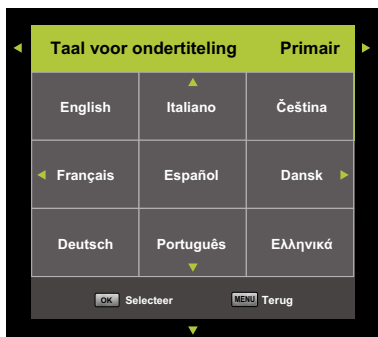 Taal voor ondertiteling Primair
English Italiano Čeština
Français Español Dansk
Deutsch Português Ελληνικά
OK Selecteer MENU Terug